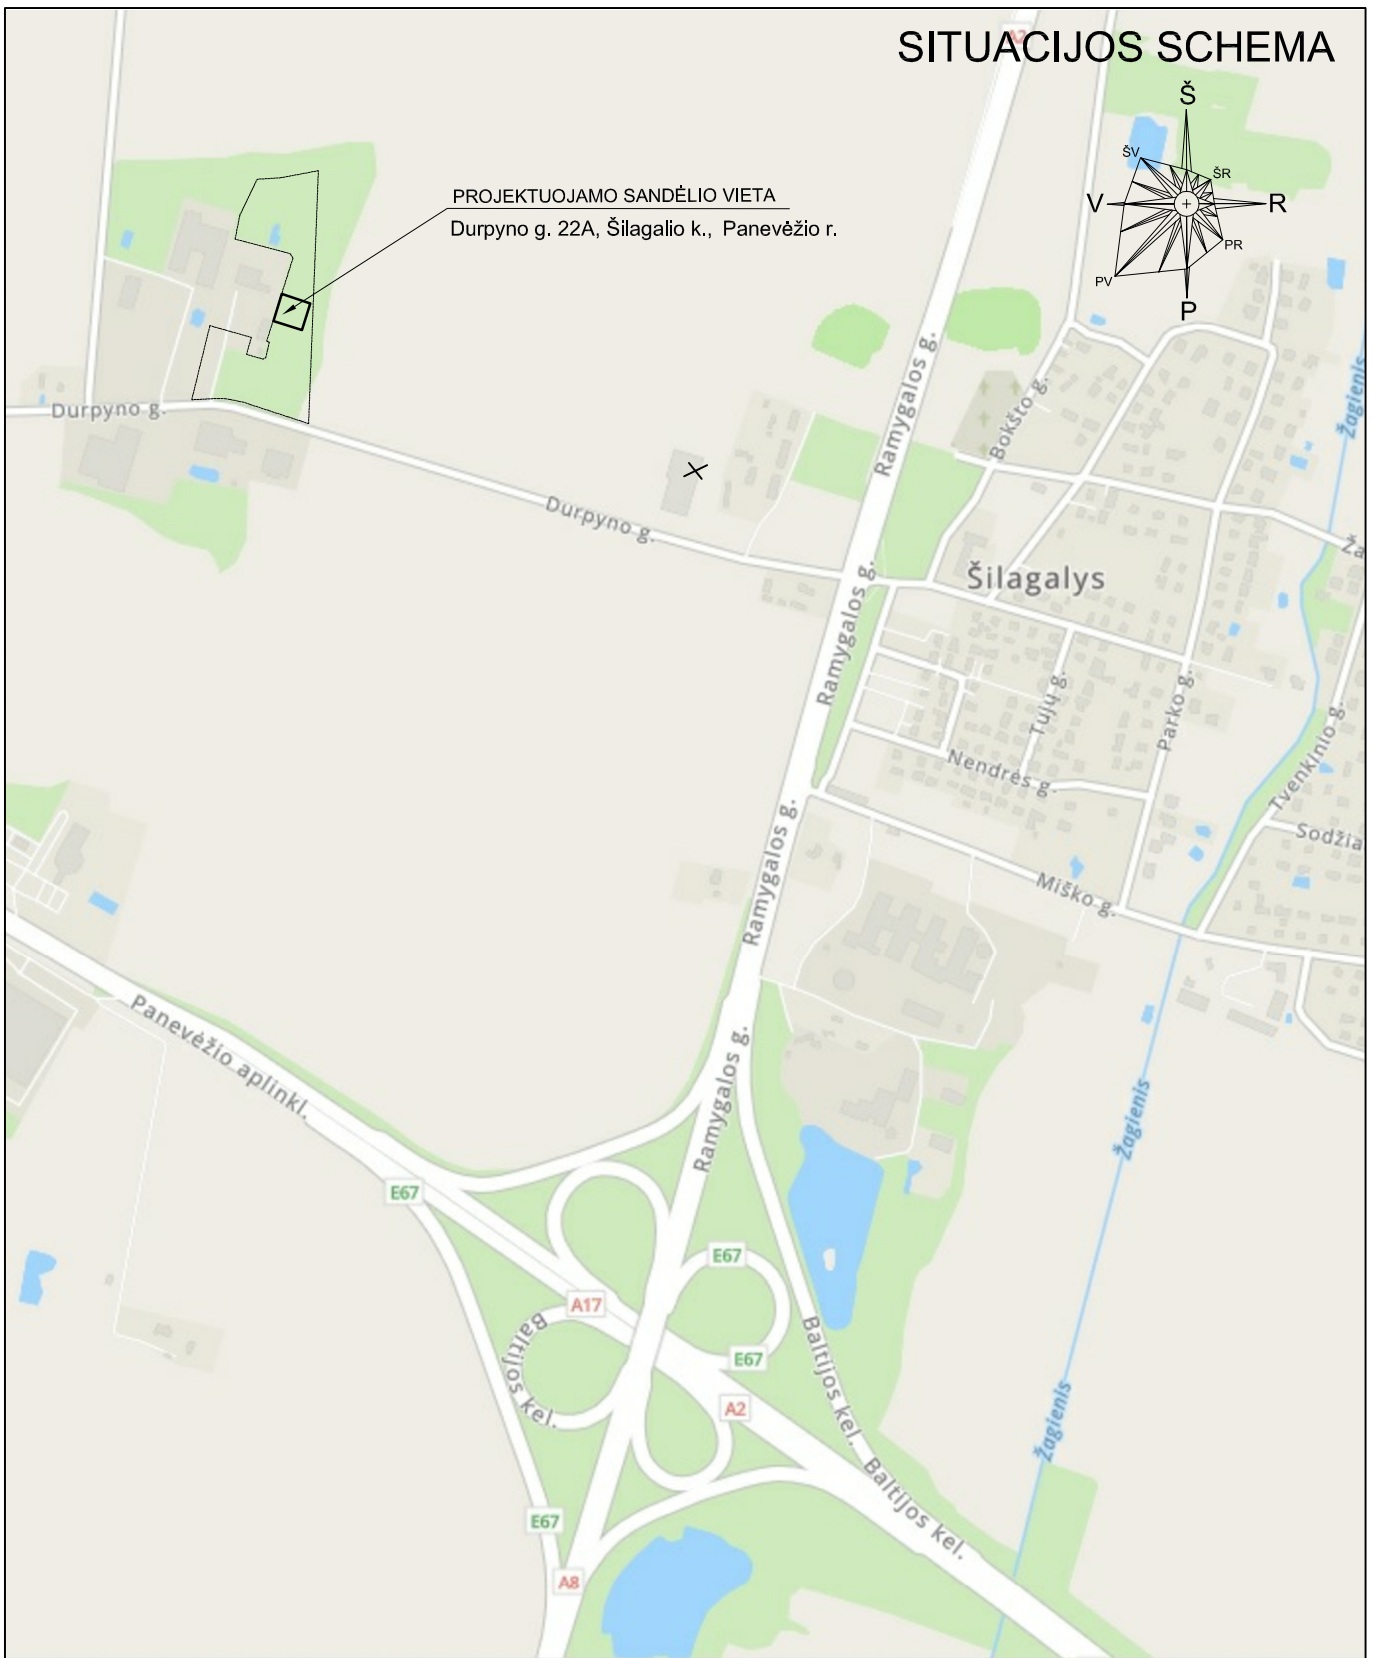 SITUACIJOS SCHEMA
Š
ŠV
ŠR
V
R
PR
PV
P
PROJEKTUOJAMO SANDĖLIO VIETA
Durpyno g. 22A, Šilagalio k., Panevėžio r.
Ramygalos g.
Bokšto g.
Žagienis
Durpyno g.
Durpyno g.
Ža
Šilagalys
Ramygalos g.
Tujų g.
Parko g.
Tvenkinio g.
Nendrės g.
Sodžia
Ramygalos g.
Miško g.
Panevėžio aplinkl.
Ramygalos g.
Žagienis
E67
E67
A17
Baltijos kel.
E67
Baltijos kel.
A2
Žagienis
Baltijos kel.
E67
A8